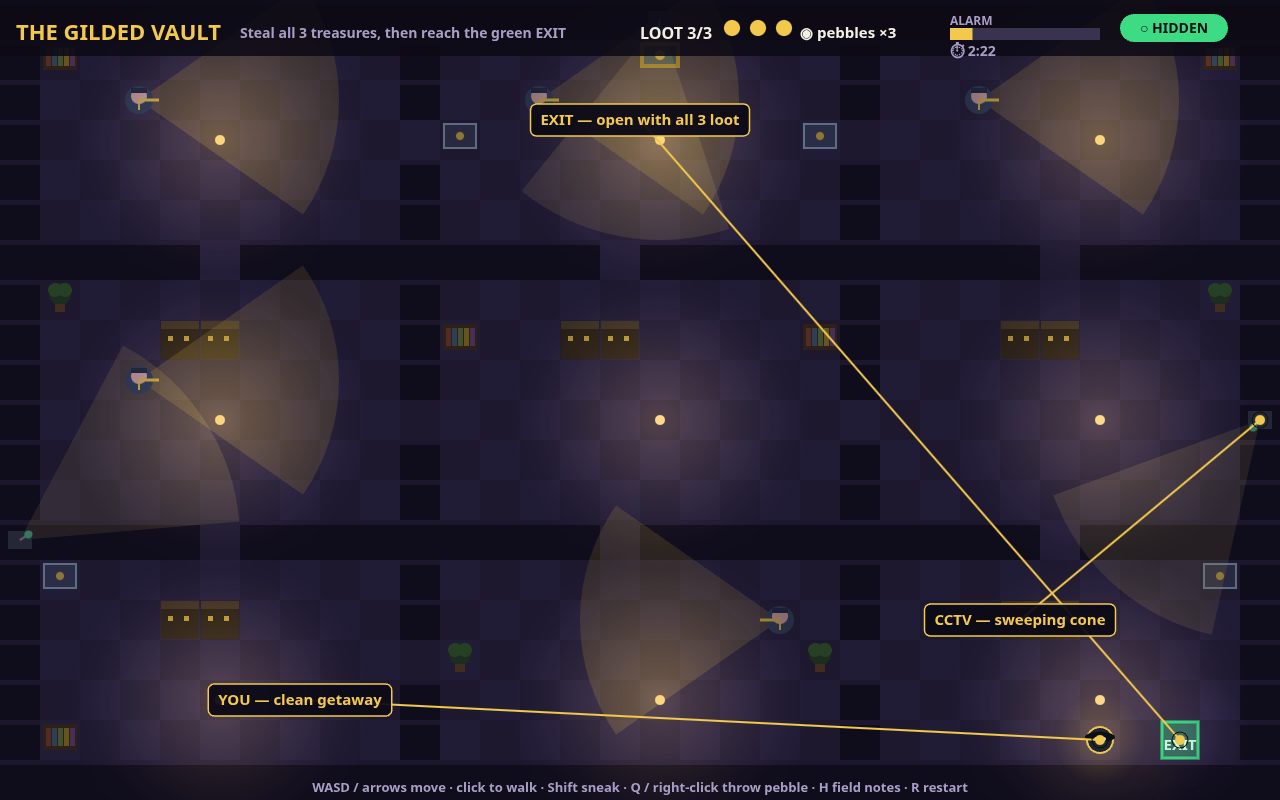 THE GILDED VAULT
Steal all 3 treasures, then reach the green EXIT
LOOT 3/3
◉ pebbles ×3
ALARM
⏱ 2:22
○ HIDDEN
EXIT — open with all 3 loot
CCTV — sweeping cone
YOU — clean getaway
EXIT
WASD / arrows move · click to walk · Shift sneak · Q / right-click throw pebble · H field notes · R restart